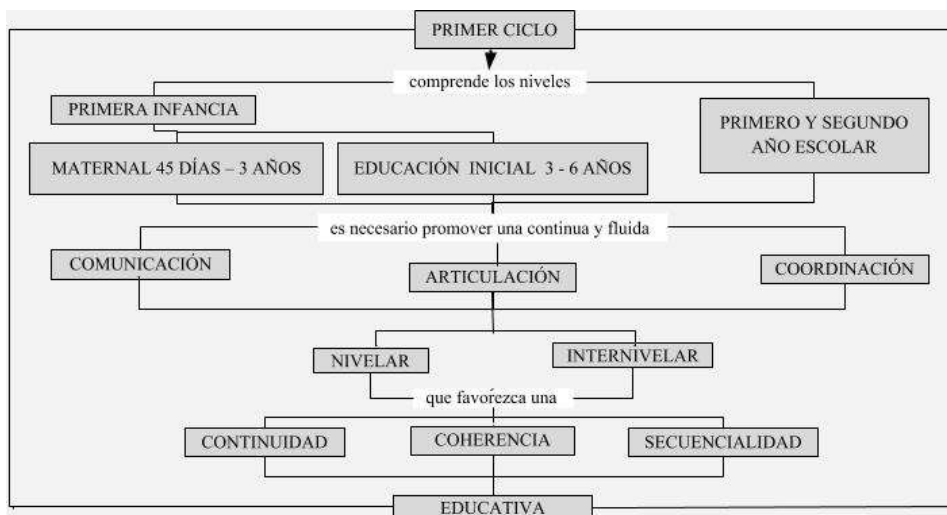 PRIMER CICLO
comprende los niveles
PRIMERA INFANCIA
PRIMERO Y SEGUNDO
AÑO ESCOLAR
MATERNAL 45 DÍAS – 3 AÑOS
EDUCACIÓN INICIAL 3 - 6 AÑOS
es necesario promover una continua y fluida
COMUNICACIÓN
ARTICULACIÓN
COORDINACIÓN
NIVELAR
INTERNIVELAR
que favorezca una
CONTINUIDAD
COHERENCIA
SECUENCIALIDAD
EDUCATIVA